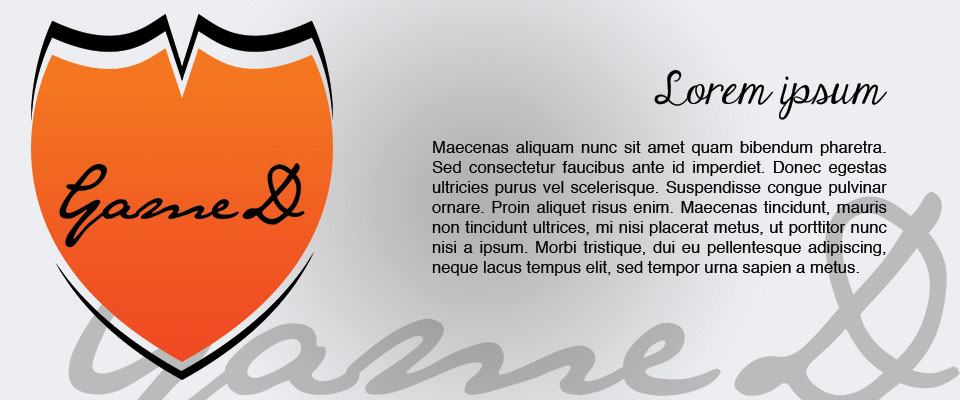 Game D
Lorem ipsum
Maecenas aliquam nunc sit amet quam bibendum pharetra.
Sed consectetur faucibus ante id imperdiet. Donec egestas
ultricies purus vel scelerisque. Suspendisse congue pulvinar
ornare. Proin aliquet risus enim. Maecenas tincidunt, mauris
non tincidunt ultrices, mi nisi placerat metus, ut porttitor nunc
nisi a ipsum. Morbi tristique, dui eu pellentesque adipiscing,
neque lacus tempus elit, sed tempor urna sapien a metus.
Game D